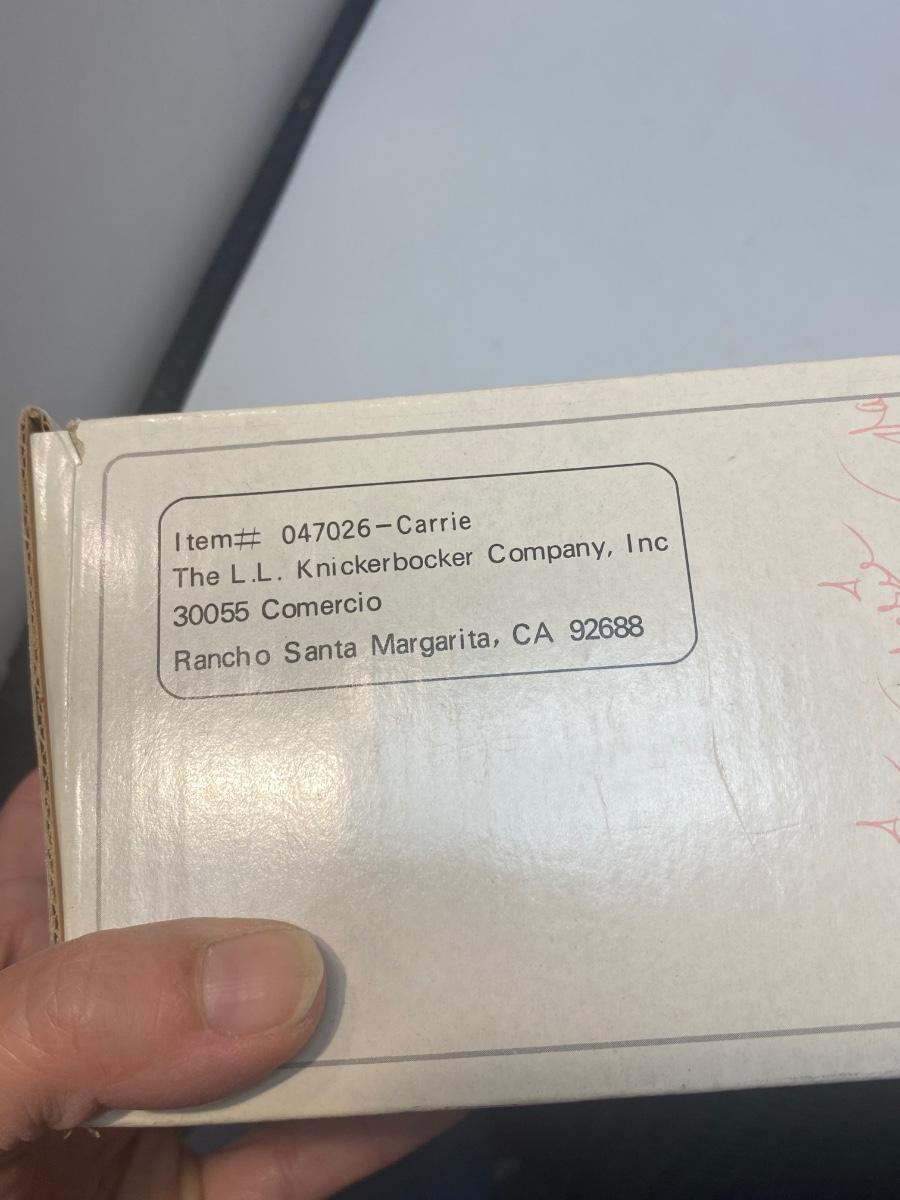 Item# 047026-Carrie
The L.L. Knickerbocker Company, Inc
30055 Comercio
Rancho Santa Margarita, CA 92688